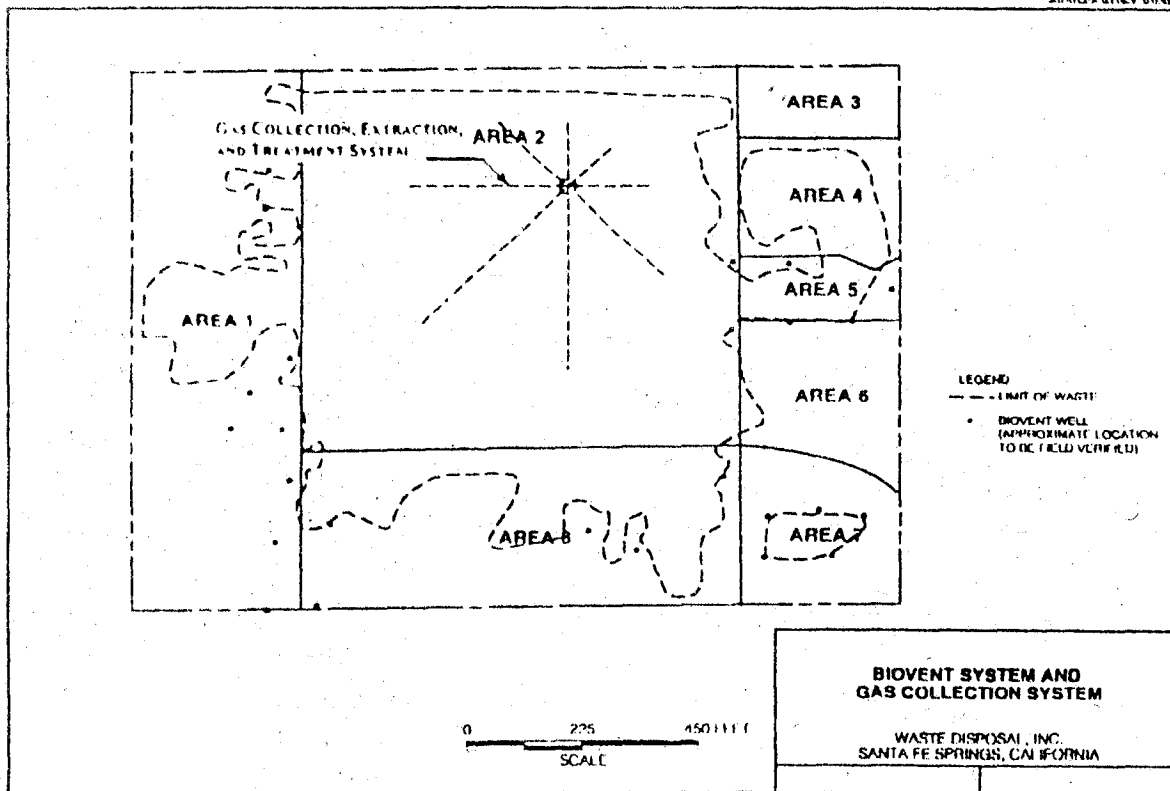 AREA 3
GAS COLLECTION, EXTRACTION,
AND TREATMENT SYSTEM
AREA 2
AREA 4
AREA 5
AREA 1
AREA 6
LEGEND
LIMIT OF WASTE
BIOVENT WELL
(APPROXIMATE LOCATION
TO BE FIELD VERIFIED)
AREA 8
AREA 7
0 225 450 FEET
SCALE
BIOVENT SYSTEM AND
GAS COLLECTION SYSTEM
WASTE DISPOSAL, INC.
SANTA FE SPRINGS, CALIFORNIA